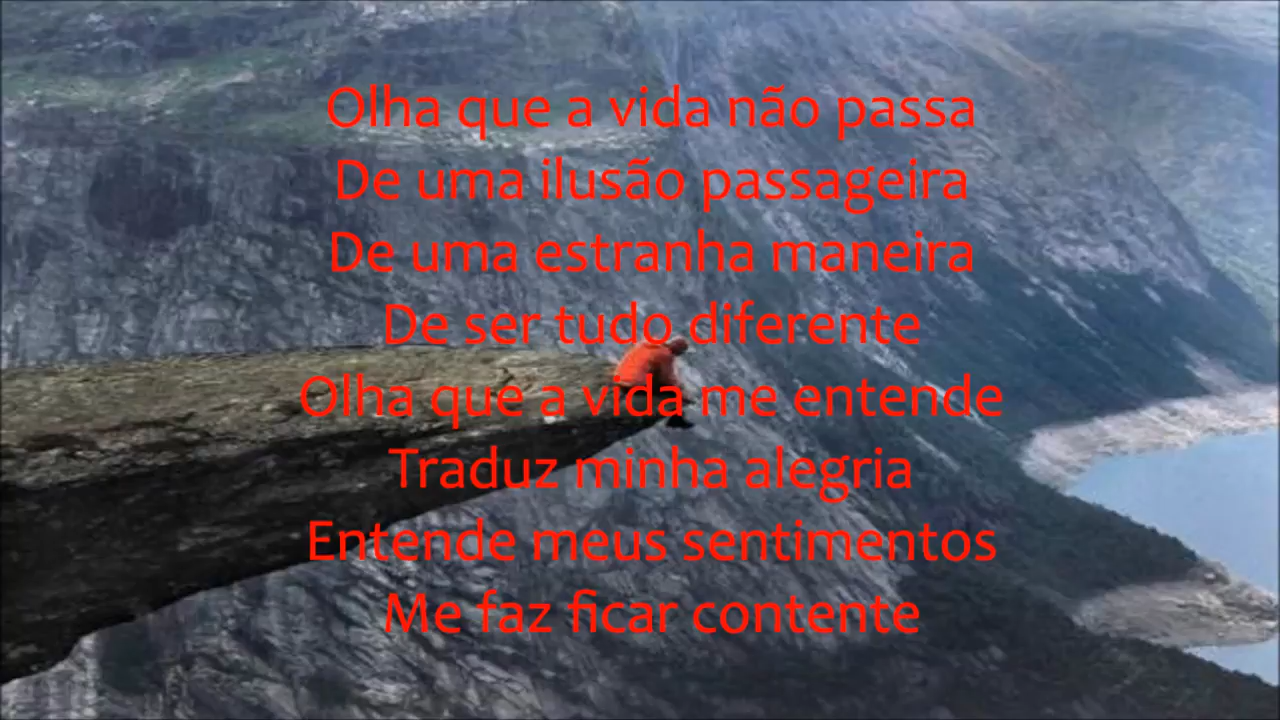 Olha que a vida não passa
De uma ilusão passageira
De uma estranha maneira
De ser tudo diferente
Olha que a vida me entende
Traduz minha alegria
Entende meus sentimentos
Me faz ficar contente